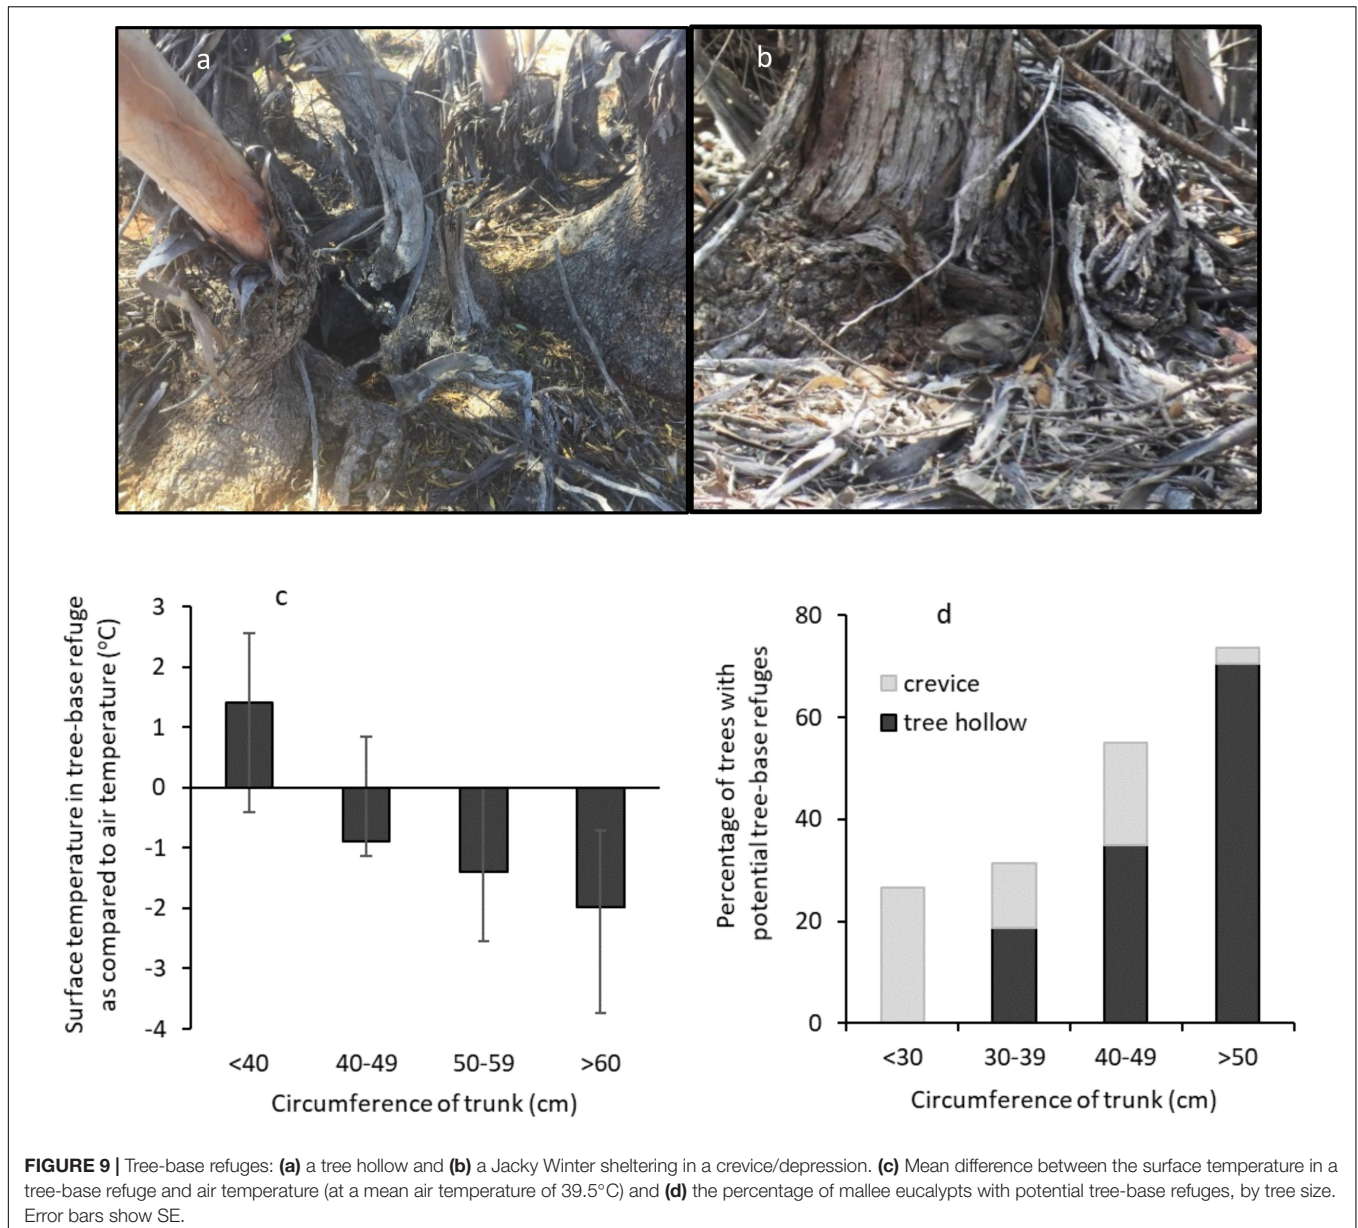 a
b
c
Surface temperature in tree-base refuge
as compared to air temperature (°C)
3
2
1
0
-1
-2
-3
-4
<40
40-49
50-59
>60
Circumference of trunk (cm)
d
Percentage of trees with
potential tree-base refuges
80
60
40
20
0
crevice
tree hollow
<30
30-39
40-49
>50
Circumference of trunk (cm)
FIGURE 9 | Tree-base refuges: (a) a tree hollow and (b) a Jacky Winter sheltering in a crevice/depression. (c) Mean difference between the surface temperature in a
tree-base refuge and air temperature (at a mean air temperature of 39.5°C) and (d) the percentage of mallee eucalypts with potential tree-base refuges, by tree size.
Error bars show SE.